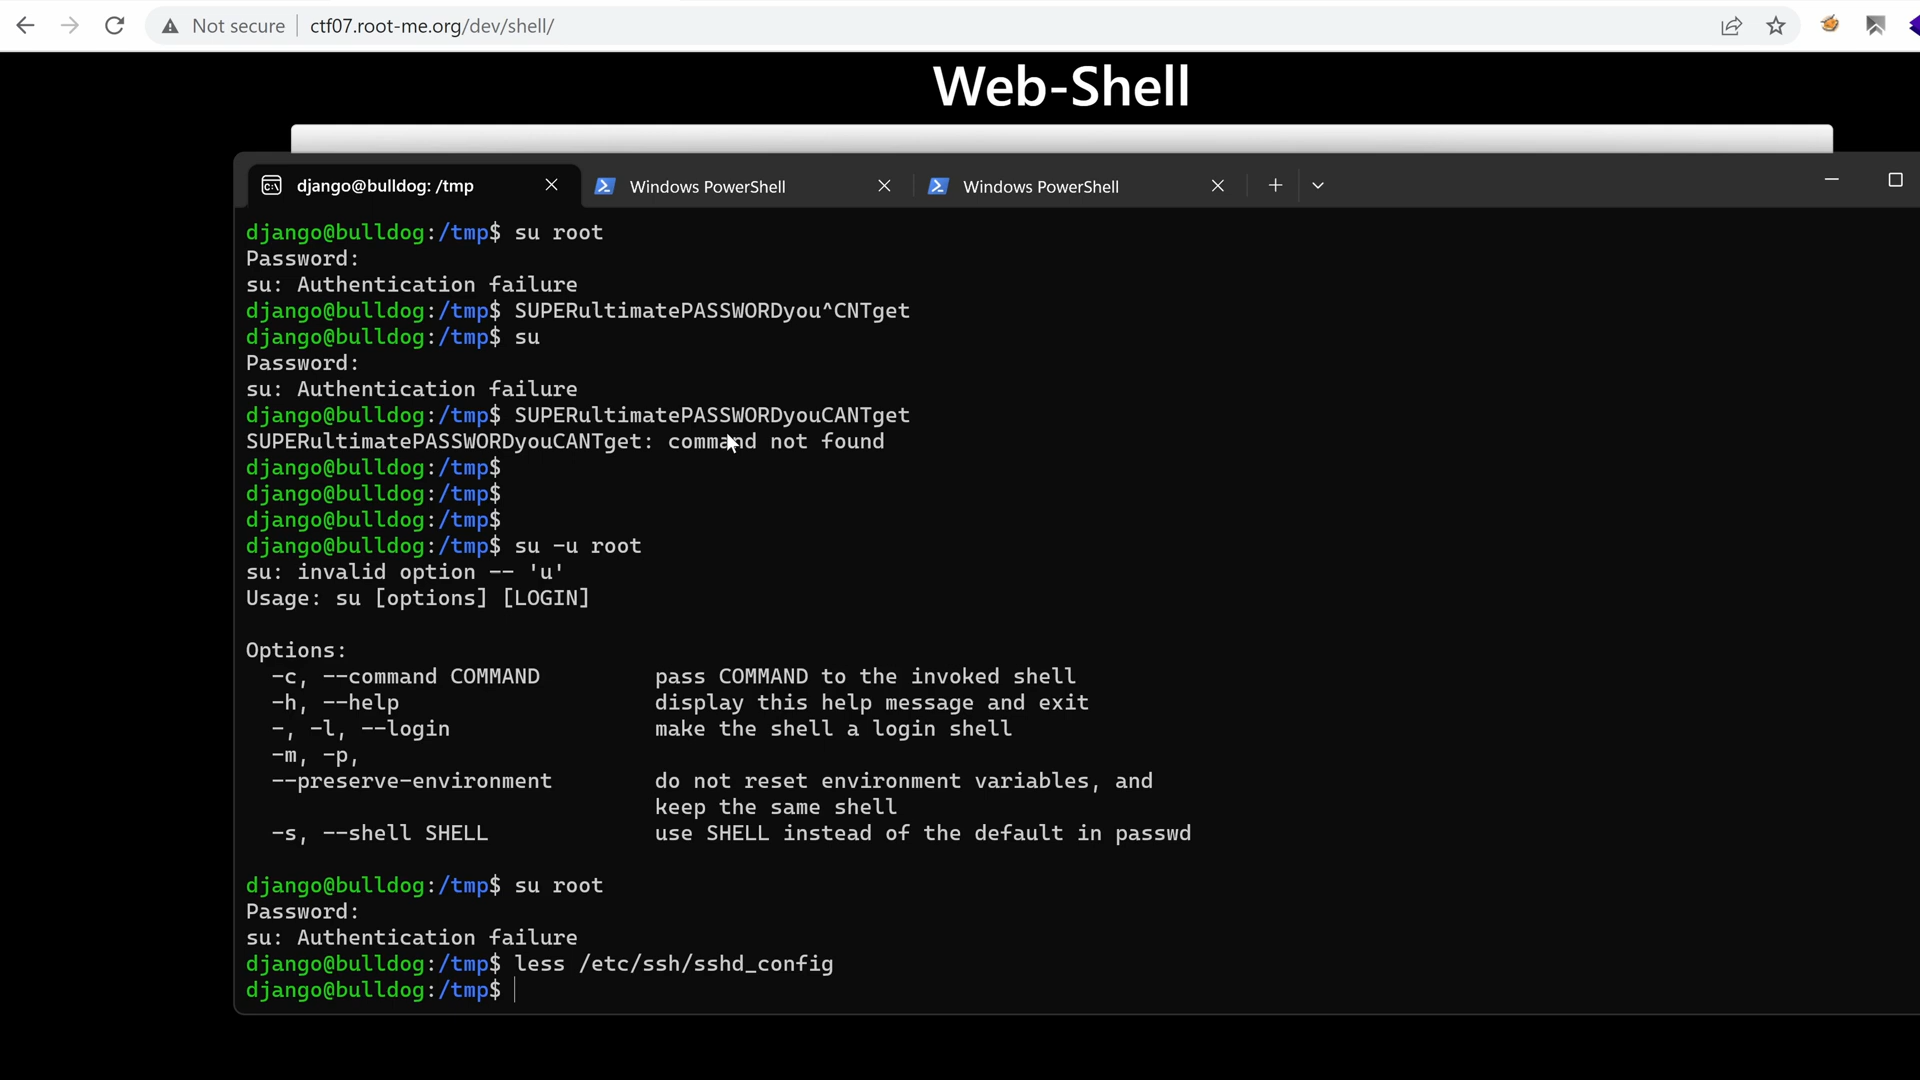 Not secure
ctf07.root-me.org/dev/shell/
Web-Shell
django@bulldog: /tmp
Windows PowerShell
Windows PowerShell
django@bulldog:/tmp$ su root
Password:
su: Authentication failure
django@bulldog:/tmp$ SUPERultimatePASSWORDyou^CNTget
django@bulldog:/tmp$ su
Password:
su: Authentication failure
django@bulldog:/tmp$ SUPERultimatePASSWORDyouCANTget
SUPERultimatePASSWORDyouCANTget: command not found
django@bulldog:/tmp$
django@bulldog:/tmp$
django@bulldog:/tmp$
django@bulldog:/tmp$ su -u root
su: invalid option -- 'u'
Usage: su [options] [LOGIN]
Options:
-c, --command COMMAND pass COMMAND to the invoked shell
-h, --help display this help message and exit
-, -l, --login make the shell a login shell
-m, -p,
--preserve-environment do not reset environment variables, and
keep the same shell
-s, --shell SHELL use SHELL instead of the default in passwd
django@bulldog:/tmp$ su root
Password:
su: Authentication failure
django@bulldog:/tmp$ less /etc/ssh/sshd_config
django@bulldog:/tmp$